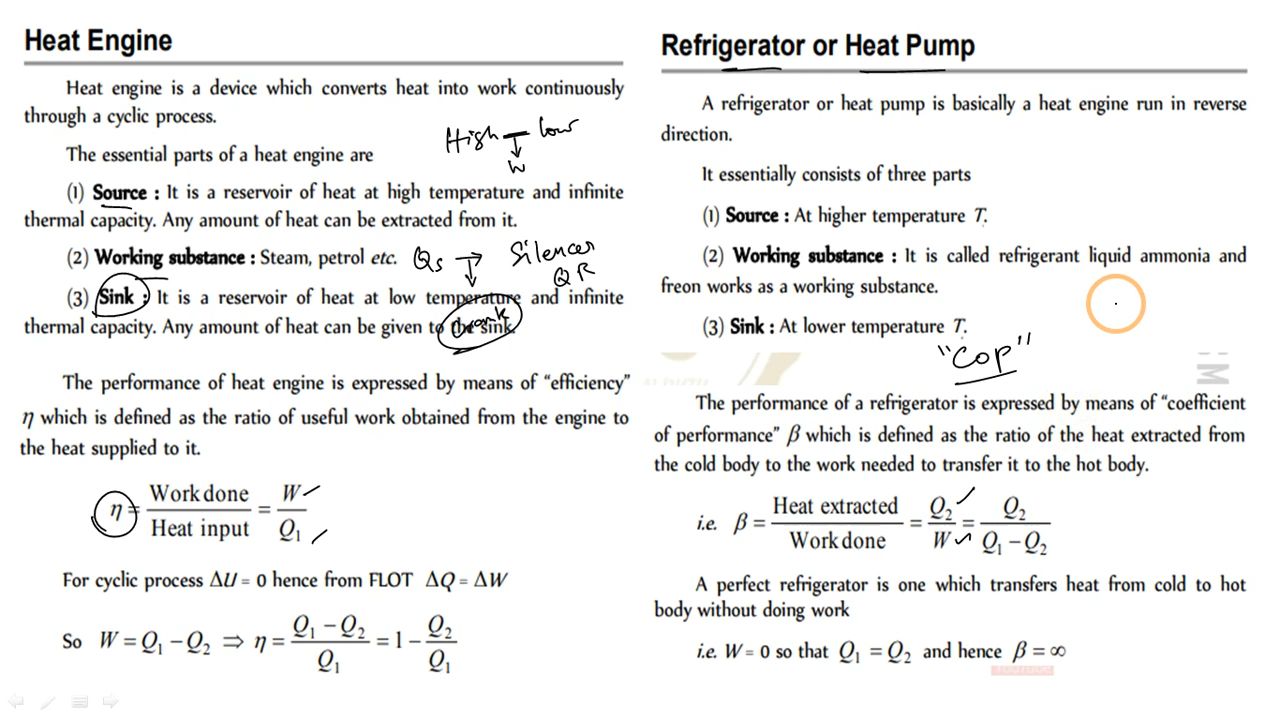 Heat Engine
Heat engine is a device which converts heat into work continuously
through a cyclic process.
High → low
W
The essential parts of a heat engine are
(1) Source : It is a reservoir of heat at high temperature and infinite
thermal capacity. Any amount of heat can be extracted from it.
(2) Working substance : Steam, petrol etc.
Qs → Silencer
QR
(3) Sink : It is a reservoir of heat at low temperature and infinite
thermal capacity. Any amount of heat can be given to the sink.
The performance of heat engine is expressed by means of “efficiency”
η which is defined as the ratio of useful work obtained from the engine to
the heat supplied to it.
η = Work done / Heat input = W / Q₁
For cyclic process ΔU = 0 hence from FLOT ΔQ = ΔW
So W = Q₁ − Q₂ ⇒ η = (Q₁ − Q₂) / Q₁ = 1 − Q₂ / Q₁
Refrigerator or Heat Pump
A refrigerator or heat pump is basically a heat engine run in reverse
direction.
It essentially consists of three parts
(1) Source : At higher temperature T.
(2) Working substance : It is called refrigerant liquid ammonia and
freon works as a working substance.
(3) Sink : At lower temperature T.
"COP"
The performance of a refrigerator is expressed by means of “coefficient
of performance” β which is defined as the ratio of the heat extracted from
the cold body to the work needed to transfer it to the hot body.
i.e. β = Heat extracted / Work done = Q₂ / W = Q₂ / (Q₁ − Q₂)
A perfect refrigerator is one which transfers heat from cold to hot
body without doing work
i.e. W = 0 so that Q₁ = Q₂ and hence β = ∞